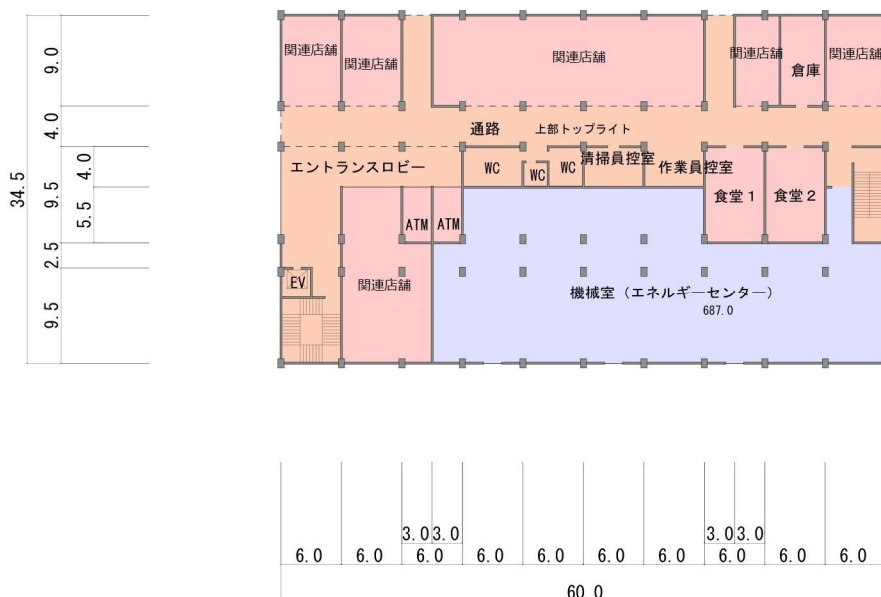 関連店舗
関連店舗
関連店舗
関連店舗
倉庫
関連店舗
通路
上部トップライト
エントランスロビー
WC
WC
WC
清掃員控室
作業員控室
食堂1
食堂2
ATM
ATM
EV
関連店舗
機械室(エネルギーセンター)
687.0
34.5
9.0
4.0
9.5
4.0
5.5
2.5
9.5
3.0
3.0
3.0
3.0
6.0
6.0
6.0
6.0
6.0
6.0
6.0
6.0
6.0
6.0
60.0